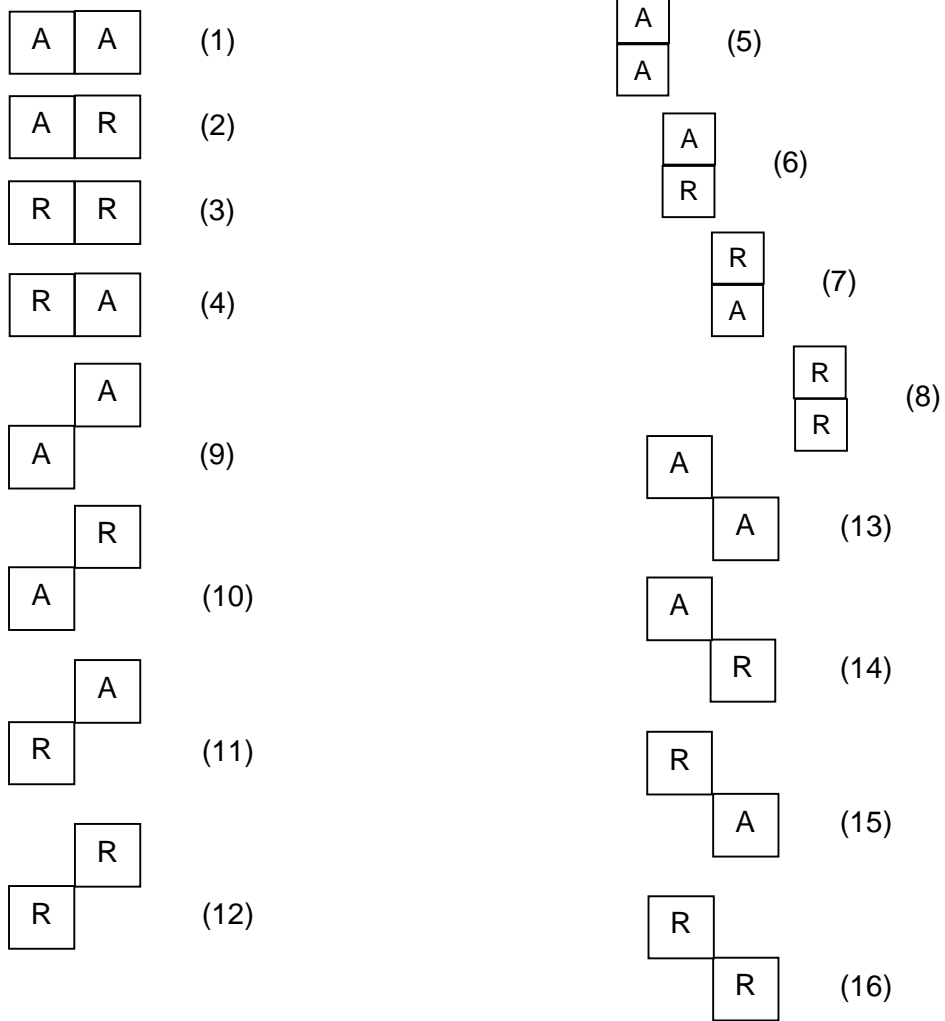 A A (1)
A R (2)
R R (3)
R A (4)
A
A (9)
R
A (10)
A
R (11)
R
R (12)
A
A (5)
A
R (6)
R
A (7)
R
R (8)
A
A (13)
A
R (14)
R
A (15)
R
R (16)